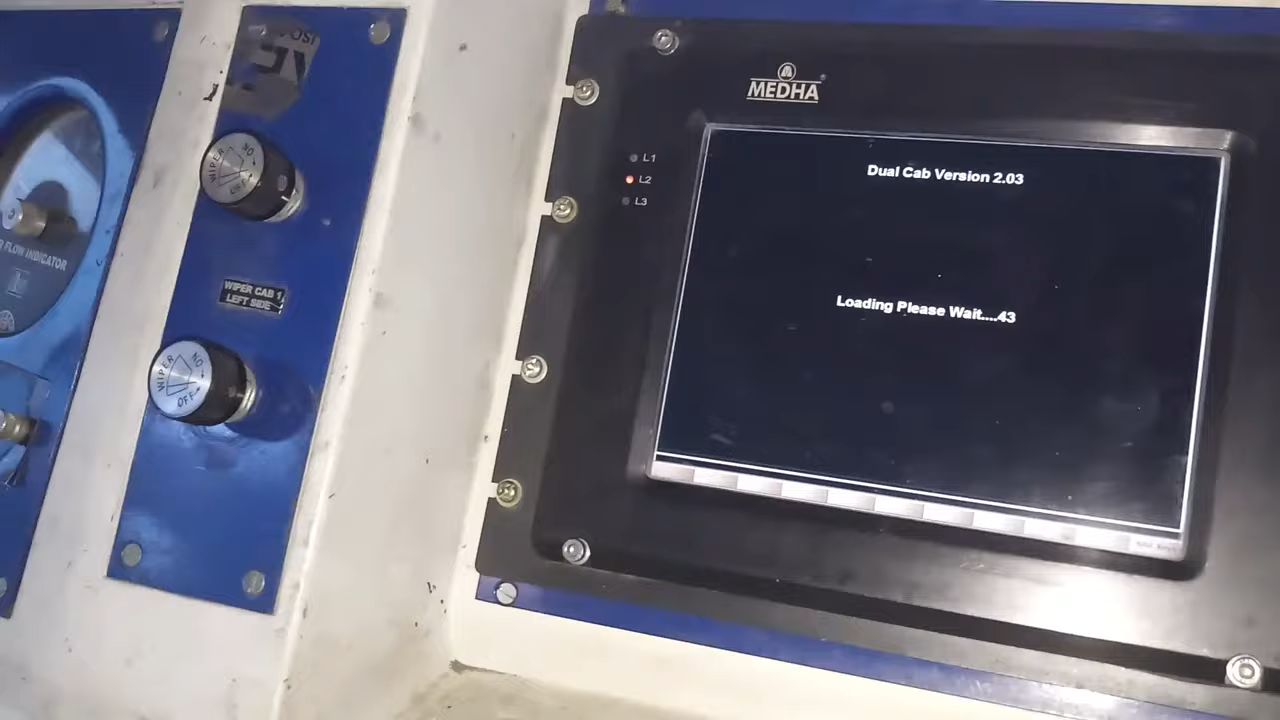 WIPER
ON
OFF
WIPER CAB 1
LEFT SIDE
WIPER
ON
OFF
FLOW INDICATOR
MEDHA
L1
L2
L3
Dual Cab Version 2.03
Loading Please Wait....43